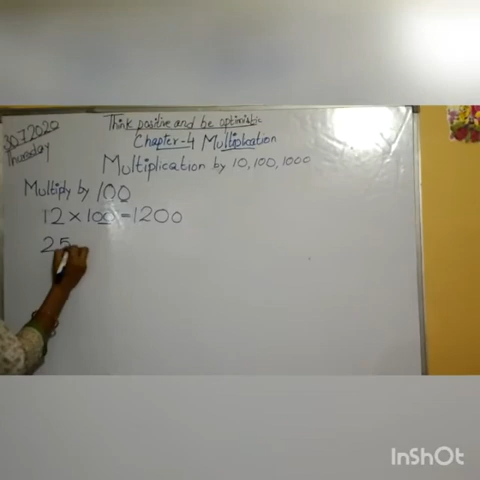 30.7.2020
Thursday
Think positive and be optimistic
Chapter-4 Multiplication
Multiplication by 10, 100, 1000
Multiply by 100
12 × 100 = 1200
25
InShOt